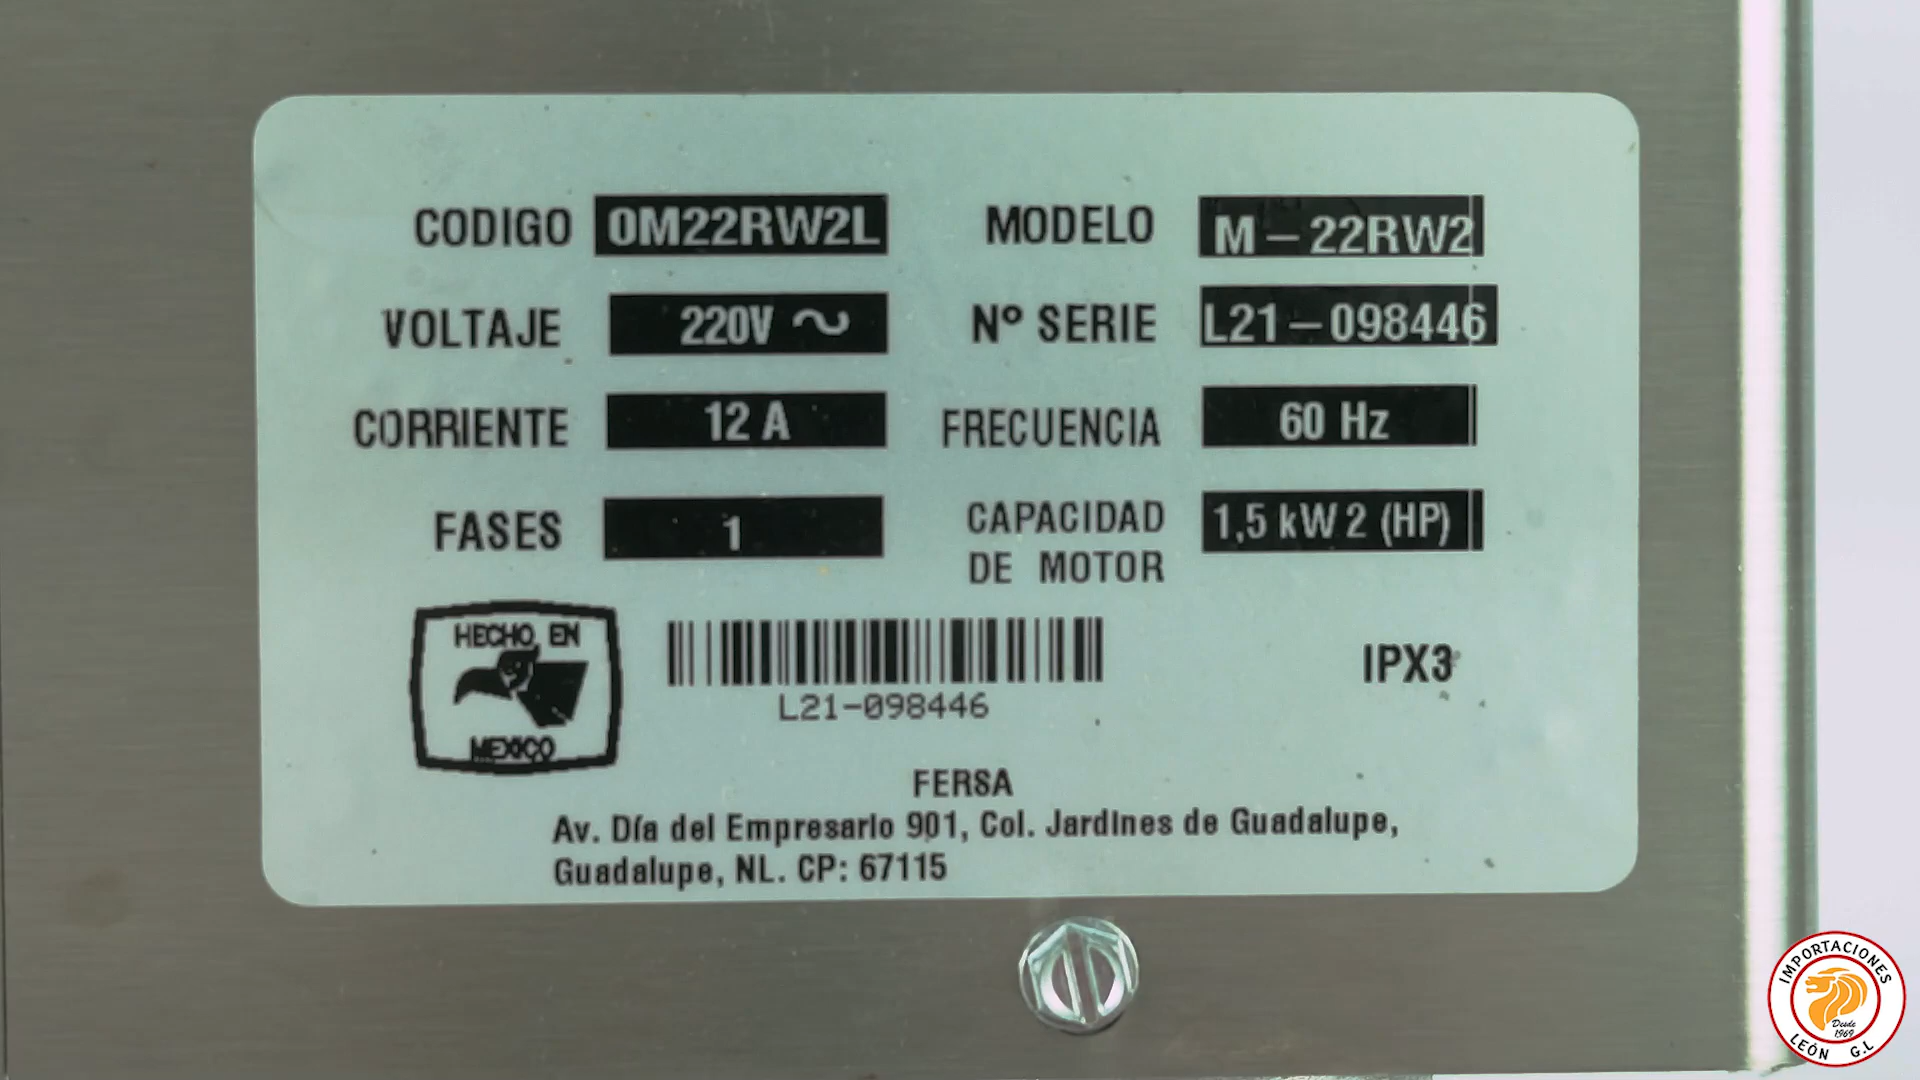 CODIGO 0M22RW2L MODELO M-22RW2
VOLTAJE 220V ~ Nº SERIE L21-098446
CORRIENTE 12 A FRECUENCIA 60 Hz
FASES 1 CAPACIDAD DE MOTOR 1,5 kW 2 (HP)
HECHO EN
MEXICO
L21-098446
IPX3
FERSA
Av. Día del Empresario 901, Col. Jardines de Guadalupe,
Guadalupe, NL. CP: 67115
IMPORTACIONES
Desde
1969
LEÓN G.L